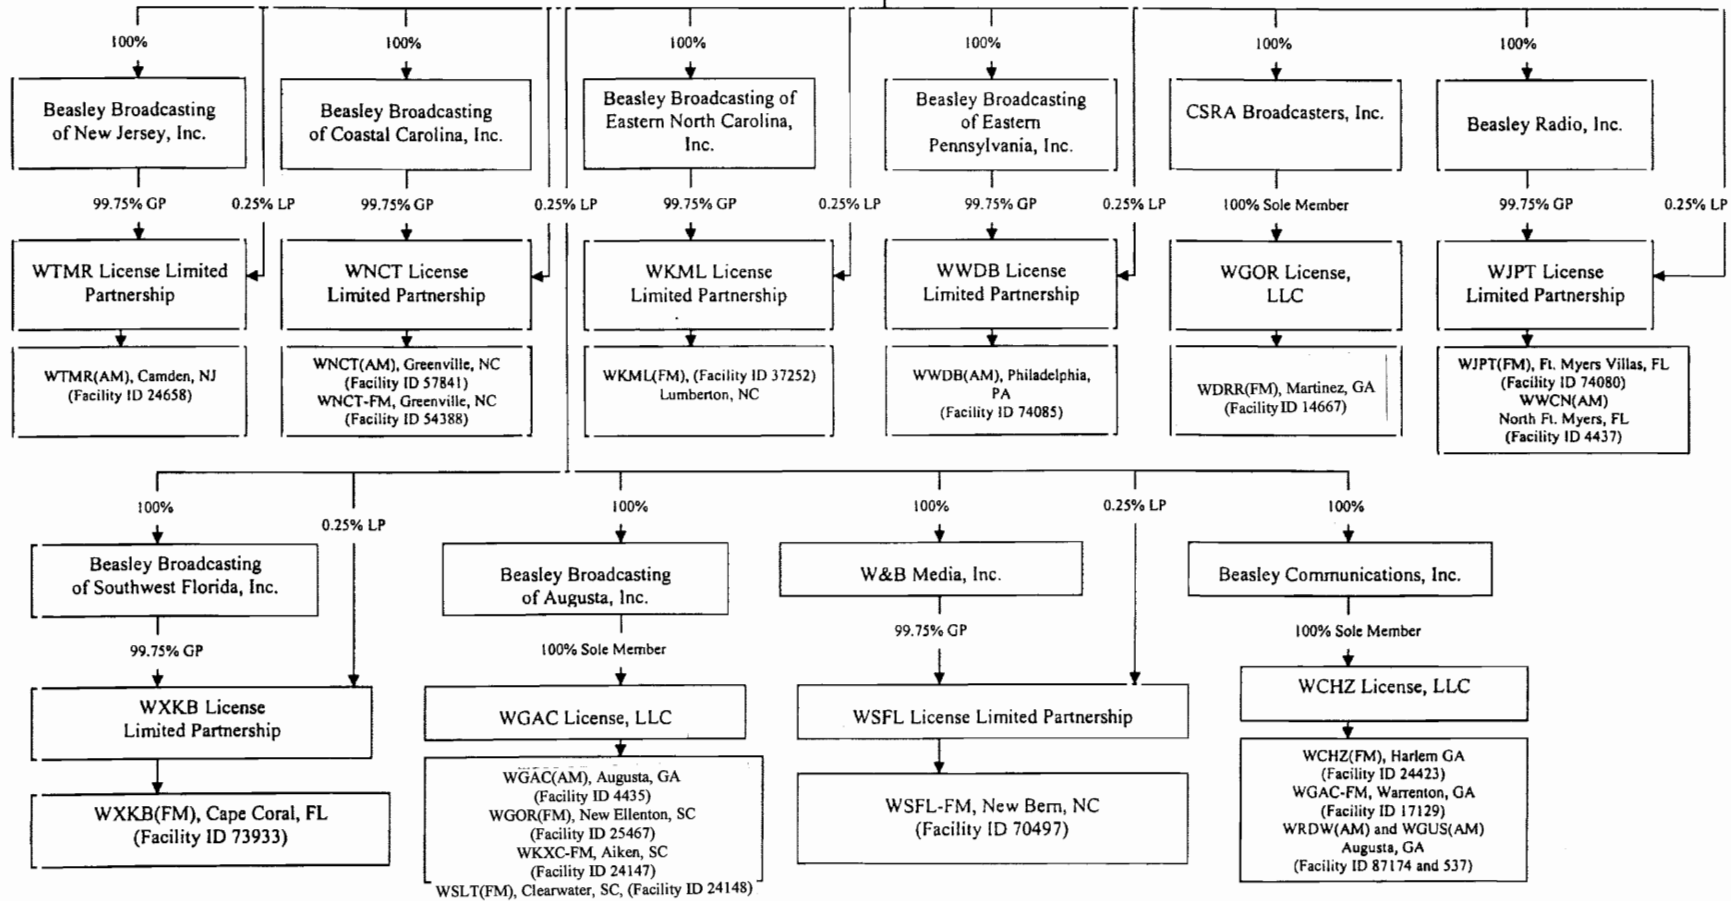 100%
100%
100%
100%
100%
100%
Beasley Broadcasting
of New Jersey, Inc.
Beasley Broadcasting
of Coastal Carolina, Inc.
Beasley Broadcasting of
Eastern North Carolina,
Inc.
Beasley Broadcasting
of Eastern
Pennsylvania, Inc.
CSRA Broadcasters, Inc.
Beasley Radio, Inc.
99.75% GP
0.25% LP
99.75% GP
0.25% LP
99.75% GP
0.25% LP
99.75% GP
0.25% LP
100% Sole Member
99.75% GP
0.25% LP
WTMR License Limited
Partnership
WNCT License
Limited Partnership
WKML License
Limited Partnership
WWDB License
Limited Partnership
WGOR License,
LLC
WJPT License
Limited Partnership
WTMR(AM), Camden, NJ
(Facility ID 24658)
WNCT(AM), Greenville, NC
(Facility ID 57841)
WNCT-FM, Greenville, NC
(Facility ID 54388)
WKML(FM), (Facility ID 37252)
Lumberton, NC
WWDB(AM), Philadelphia,
PA
(Facility ID 74085)
WDRR(FM), Martinez, GA
(Facility ID 14667)
WJPT(FM), Ft. Myers Villas, FL
(Facility ID 74080)
WWCN(AM)
North Ft. Myers, FL
(Facility ID 4437)
100%
0.25% LP
100%
100%
0.25% LP
100%
Beasley Broadcasting
of Southwest Florida, Inc.
Beasley Broadcasting
of Augusta, Inc.
W&B Media, Inc.
Beasley Communications, Inc.
99.75% GP
100% Sole Member
99.75% GP
100% Sole Member
WXKB License
Limited Partnership
WGAC License, LLC
WSFL License Limited Partnership
WCHZ License, LLC
WXKB(FM), Cape Coral, FL
(Facility ID 73933)
WGAC(AM), Augusta, GA
(Facility ID 4435)
WGOR(FM), New Ellenton, SC
(Facility ID 25467)
WKXC-FM, Aiken, SC
(Facility ID 24147)
WSLT(FM), Clearwater, SC, (Facility ID 24148)
WSFL-FM, New Bern, NC
(Facility ID 70497)
WCHZ(FM), Harlem GA
(Facility ID 24423)
WGAC-FM, Warrenton, GA
(Facility ID 17129)
WRDW(AM) and WGUS(AM)
Augusta, GA
(Facility ID 87174 and 537)